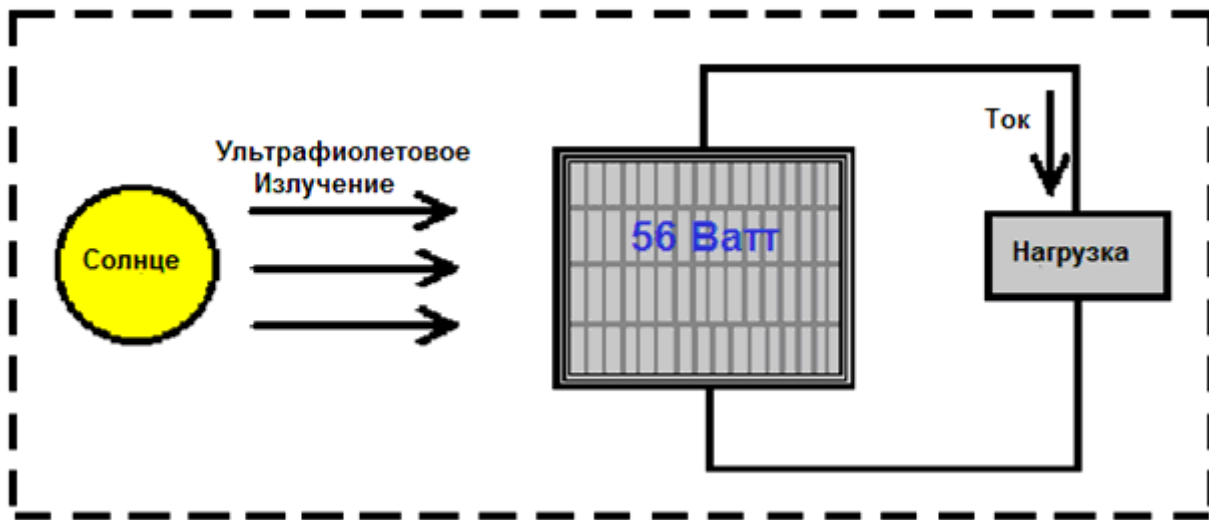 Ультрафиолетовое
Излучение
Солнце
56 Ватт
Ток
Нагрузка